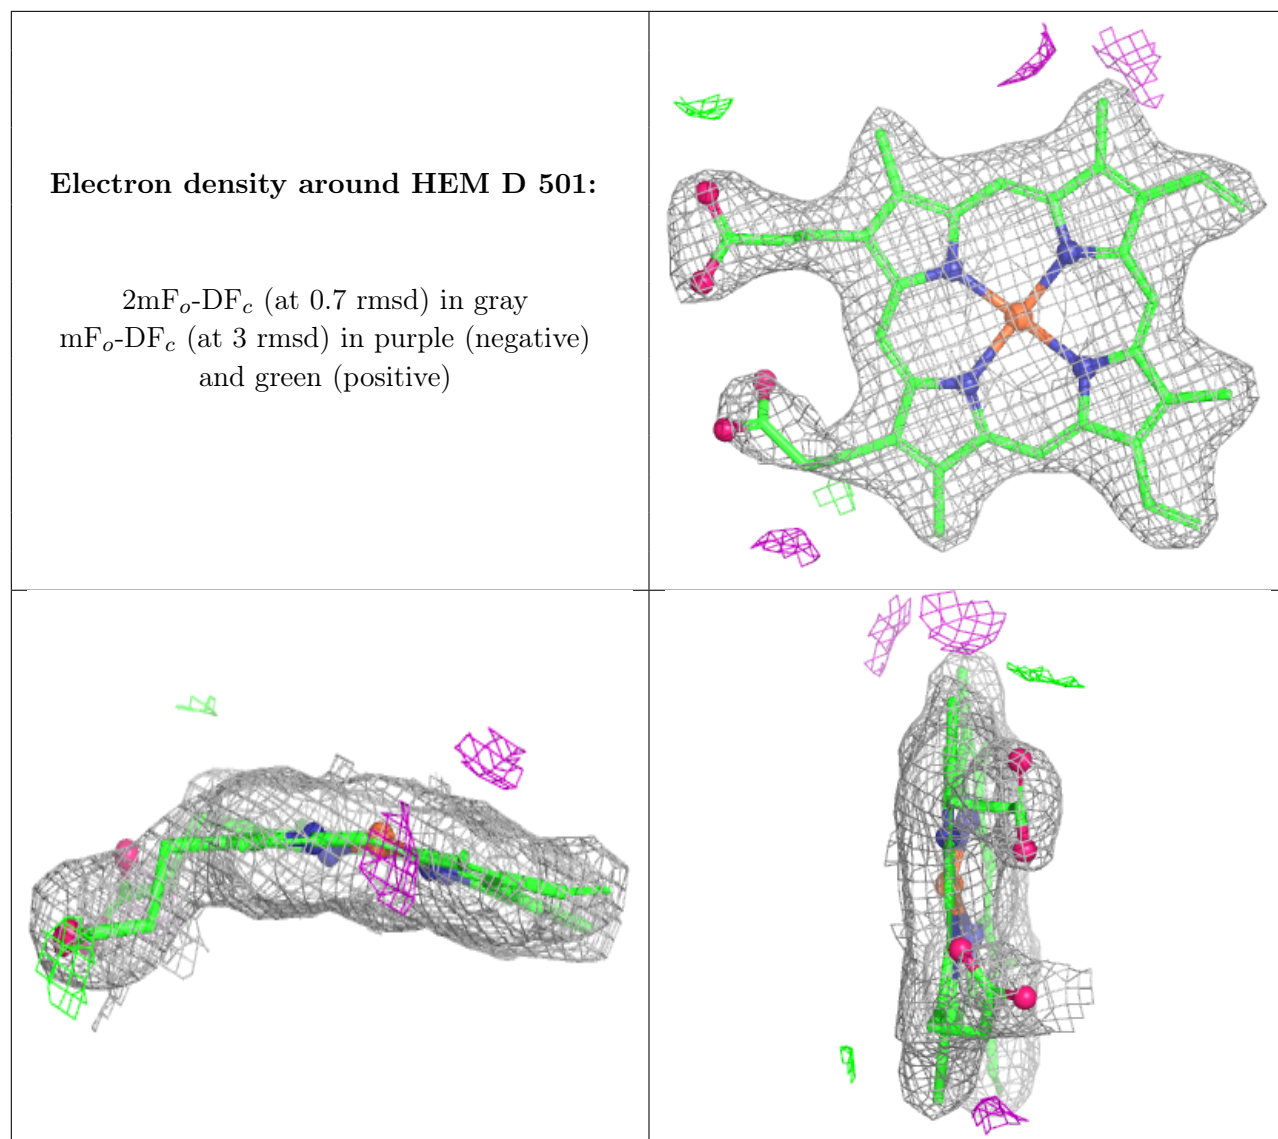 Electron density around HEM D 501:
2mFo-DFc (at 0.7 rmsd) in gray
mFo-DFc (at 3 rmsd) in purple (negative)
and green (positive)